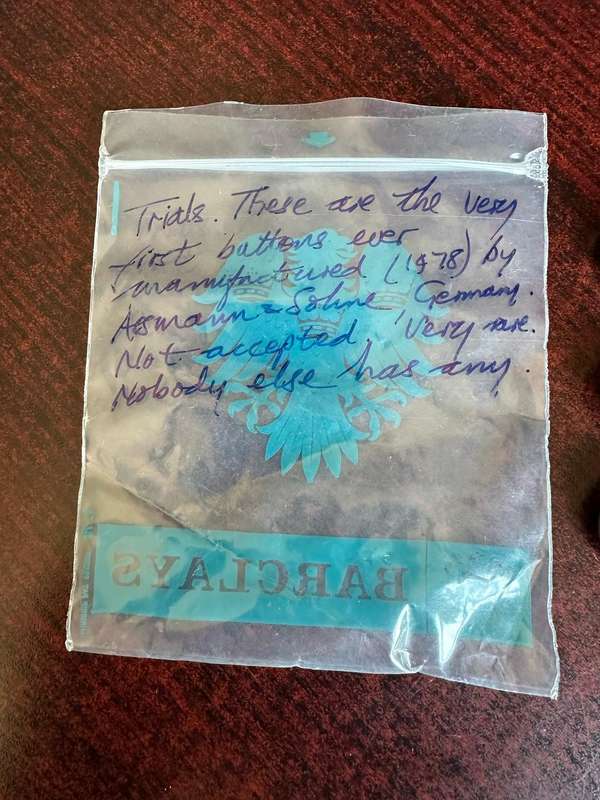 Trials. These are the very
first buttons ever
manufactured (1978) by
Assmann & Sohne Germany.
Not accepted. Very rare.
Nobody else has any.
BARCLAYS